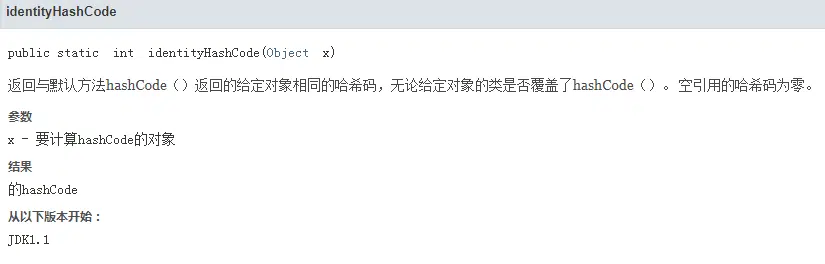 identityHashCode
public static int identityHashCode(Object x)
返回与默认方法hashCode（）返回的给定对象相同的哈希码，无论给定对象的类是否覆盖了hashCode（）。 空引用的哈希码为零。
参数
x - 要计算hashCode的对象
结果
的hashCode
从以下版本开始：
JDK1.1